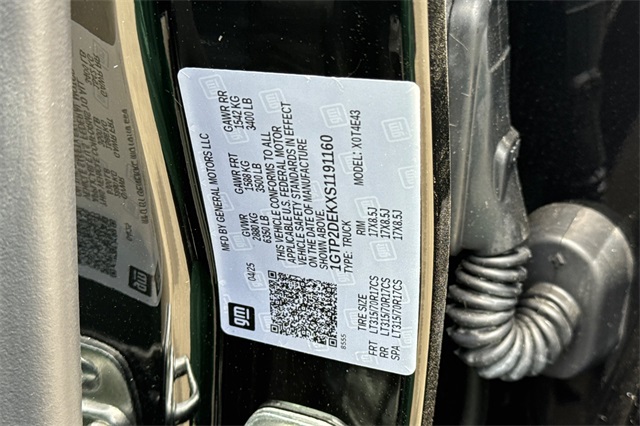 MFD BY GENERAL MOTORS LLC
04/25
GVWR
2880 KG
6350 LB
GAWR FRT
1588 KG
3500 LB
GAWR RR
1542 KG
3400 LB
THIS VEHICLE CONFORMS TO ALL
APPLICABLE U.S. FEDERAL MOTOR
VEHICLE SAFETY STANDARDS IN EFFECT
ON THE DATE OF MANUFACTURE
SHOWN ABOVE.
1GTP2DEKXS1191160
TYPE: TRUCK
MODEL: X0T4E43
gm
8555
TIRE SIZE
RIM
FRT LT315/70R17CS 17X8.5J
RR LT315/70R17CS 17X8.5J
SPA LT315/70R17CS 17X8.5J
gm